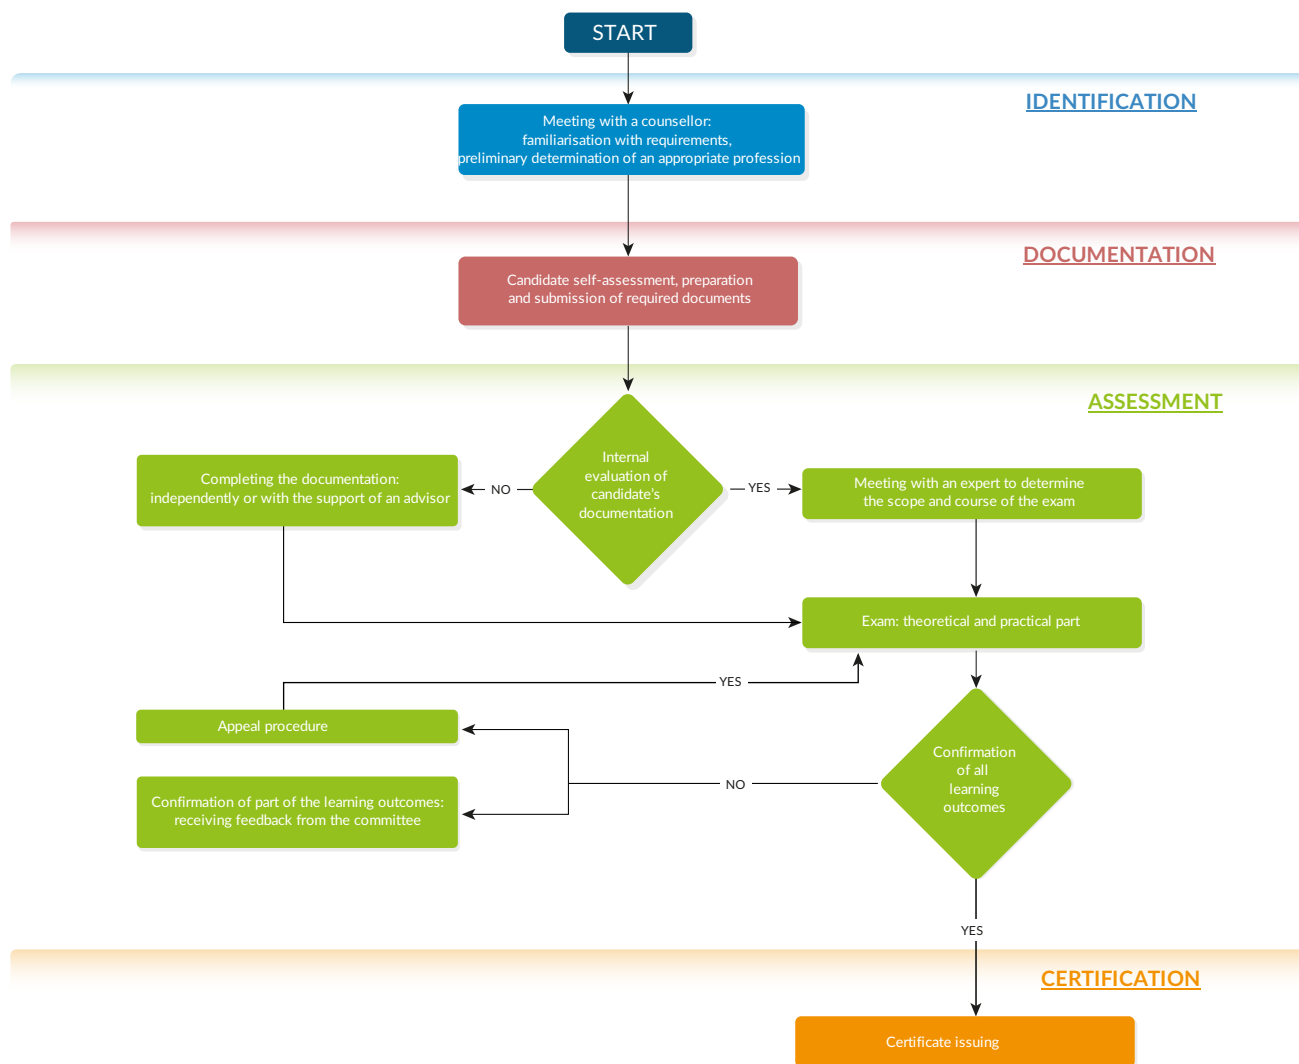 START
IDENTIFICATION
Meeting with a counsellor:
familiarisation with requirements,
preliminary determination of an appropriate profession
DOCUMENTATION
Candidate self-assessment, preparation
and submission of required documents
ASSESSMENT
Internal
evaluation of
candidate's
documentation
NO
YES
Completing the documentation:
independently or with the support of an advisor
Meeting with an expert to determine
the scope and course of the exam
Exam: theoretical and practical part
YES
Appeal procedure
Confirmation
of all
learning
outcomes
NO
Confirmation of part of the learning outcomes:
receiving feedback from the committee
YES
CERTIFICATION
Certificate issuing